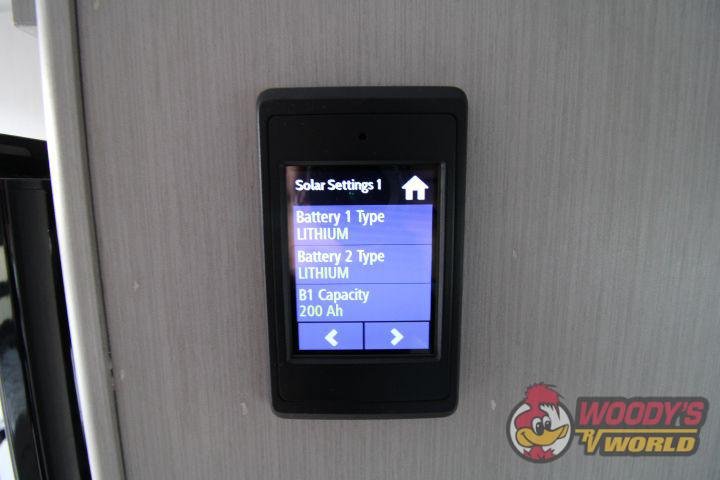 Solar Settings 1
Battery 1 Type
LITHIUM
Battery 2 Type
LITHIUM
B1 Capacity
200 Ah
WOODY'S
RV WORLD